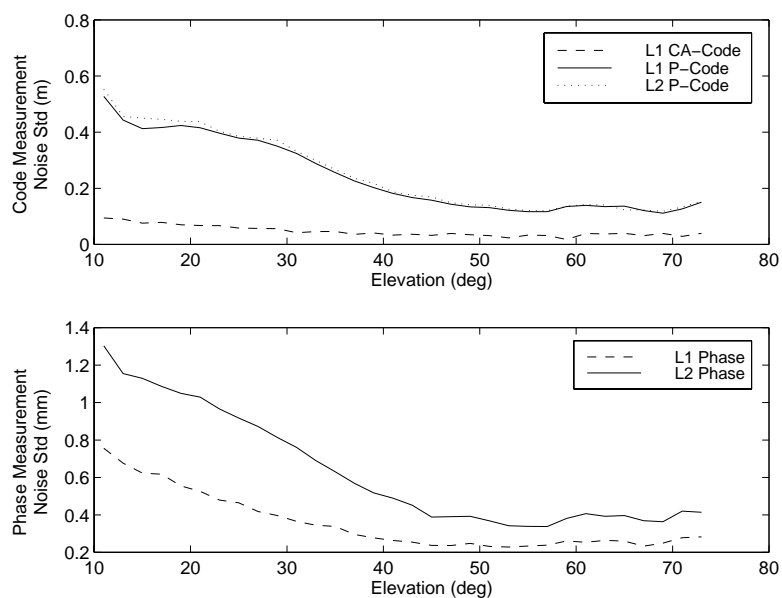 0.8
0.6
0.4
0.2
0
Code Measurement
Noise Std (m)
L1 CA-Code
L1 P-Code
L2 P-Code
10 20 30 40 50 60 70 80
Elevation (deg)
1.4
1.2
1
0.8
0.6
0.4
0.2
Phase Measurement
Noise Std (mm)
L1 Phase
L2 Phase
10 20 30 40 50 60 70 80
Elevation (deg)